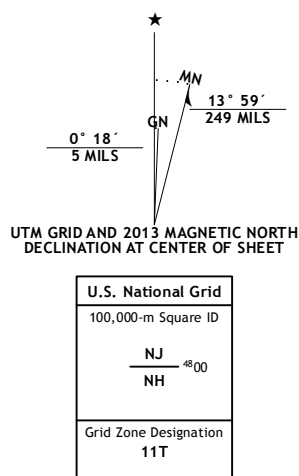 ★
MN
GN
13° 59´
249 MILS
0° 18´
5 MILS
UTM GRID AND 2013 MAGNETIC NORTH
DECLINATION AT CENTER OF SHEET
U.S. National Grid
100,000-m Square ID
NJ
⁴⁸00
NH
Grid Zone Designation
11T